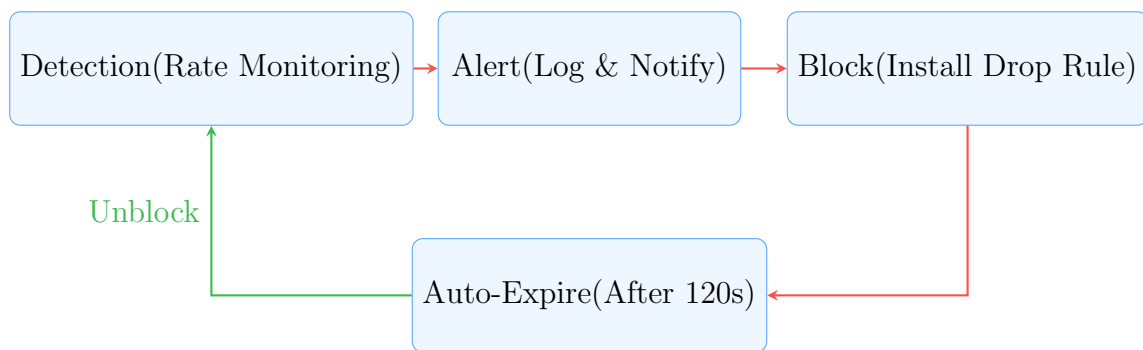 Detection(Rate Monitoring)
Alert(Log & Notify)
Block(Install Drop Rule)
Unblock
Auto-Expire(After 120s)